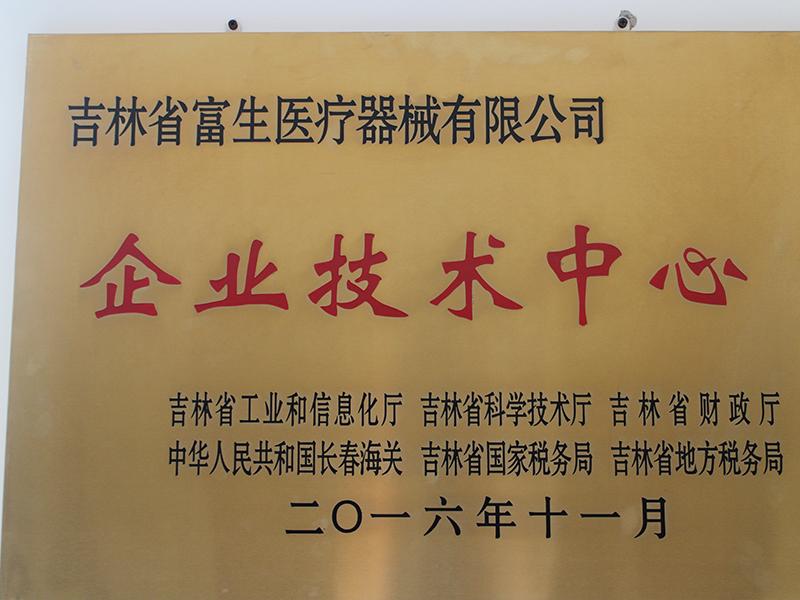 吉林省富生医疗器械有限公司
企业技术中心
吉林省工业和信息化厅 吉林省科学技术厅 吉林省财政厅
中华人民共和国长春海关 吉林省国家税务局 吉林省地方税务局
二〇一六年十一月